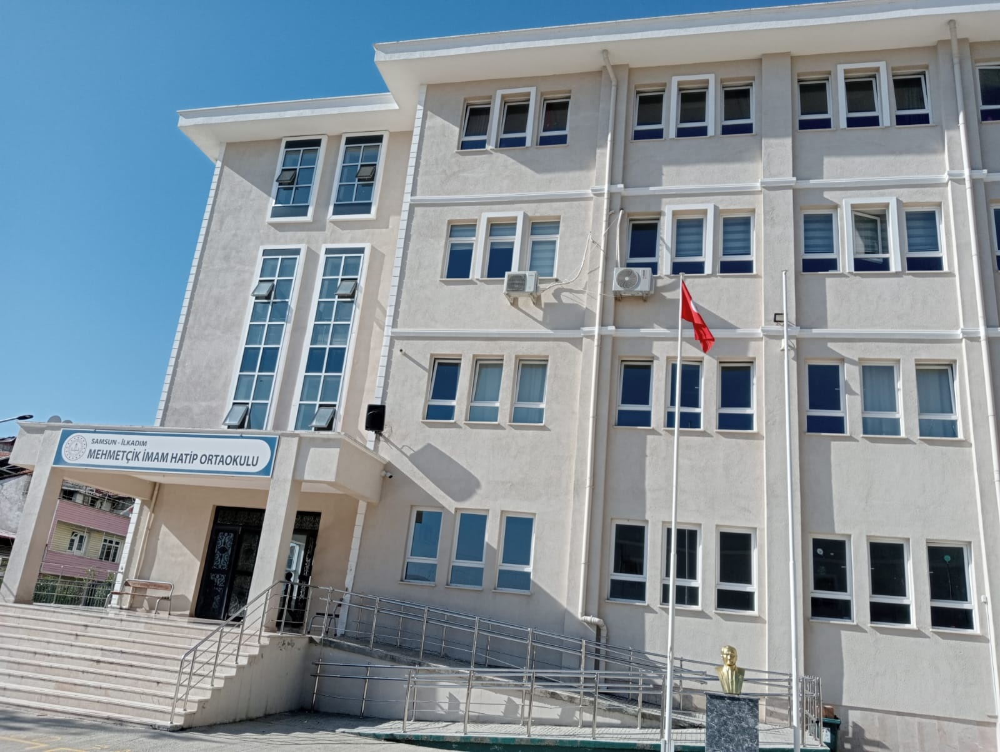 SAMSUN - İLKADIM
MEHMETÇİK İMAM HATİP ORTAOKULU